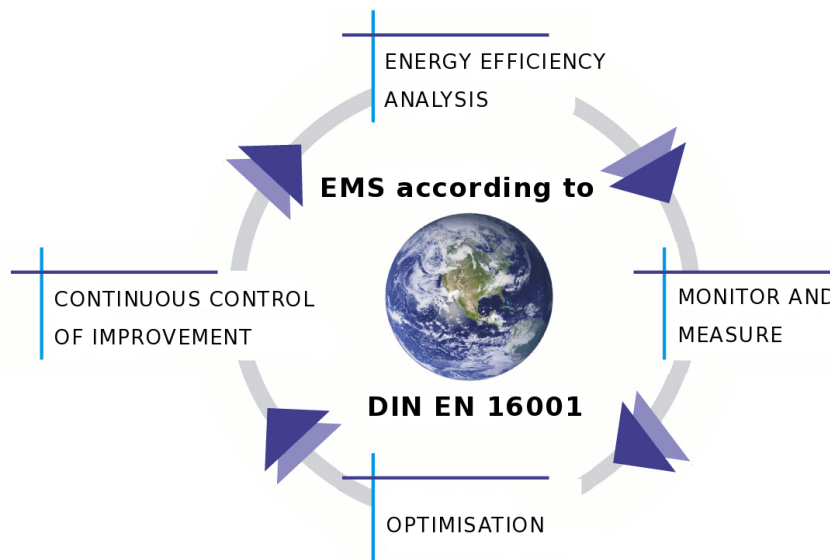 ENERGY EFFICIENCY
ANALYSIS
EMS according to
CONTINUOUS CONTROL
OF IMPROVEMENT
MONITOR AND
MEASURE
DIN EN 16001
OPTIMISATION